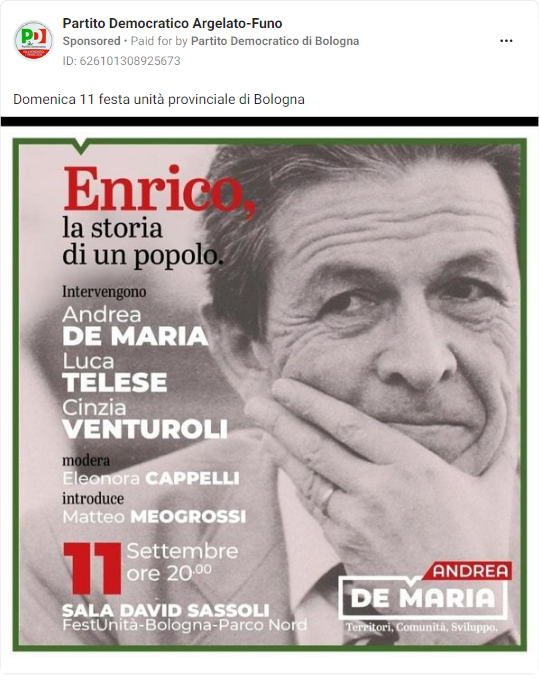 Partito Democratico Argelato-Funo
Sponsored • Paid for by Partito Democratico di Bologna
ID: 626101308925673
Domenica 11 festa unità provinciale di Bologna
Enrico,
la storia
di un popolo.
Intervengono
Andrea
DE MARIA
Luca
TELESE
Cinzia
VENTUROLI
modera
Eleonora CAPPELLI
introduce
Matteo MEOGROSSI
11 Settembre
ore 20.00
SALA DAVID SASSOLI
FestUnità-Bologna-Parco Nord
ANDREA
DE MARIA
Territori, Comunità, Sviluppo.